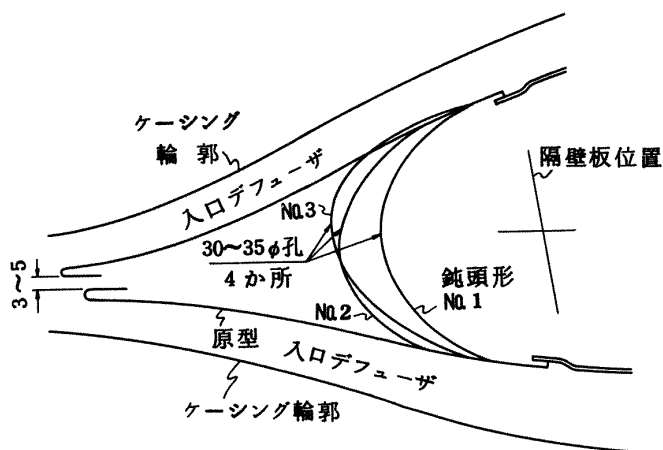 ケーシング
輪郭
入口デフューザ
隔壁板位置
No.3
30~35φ孔
4か所
3~5
鈍頭形
No.1
No.2
原型
入口デフューザ
ケーシング輪郭